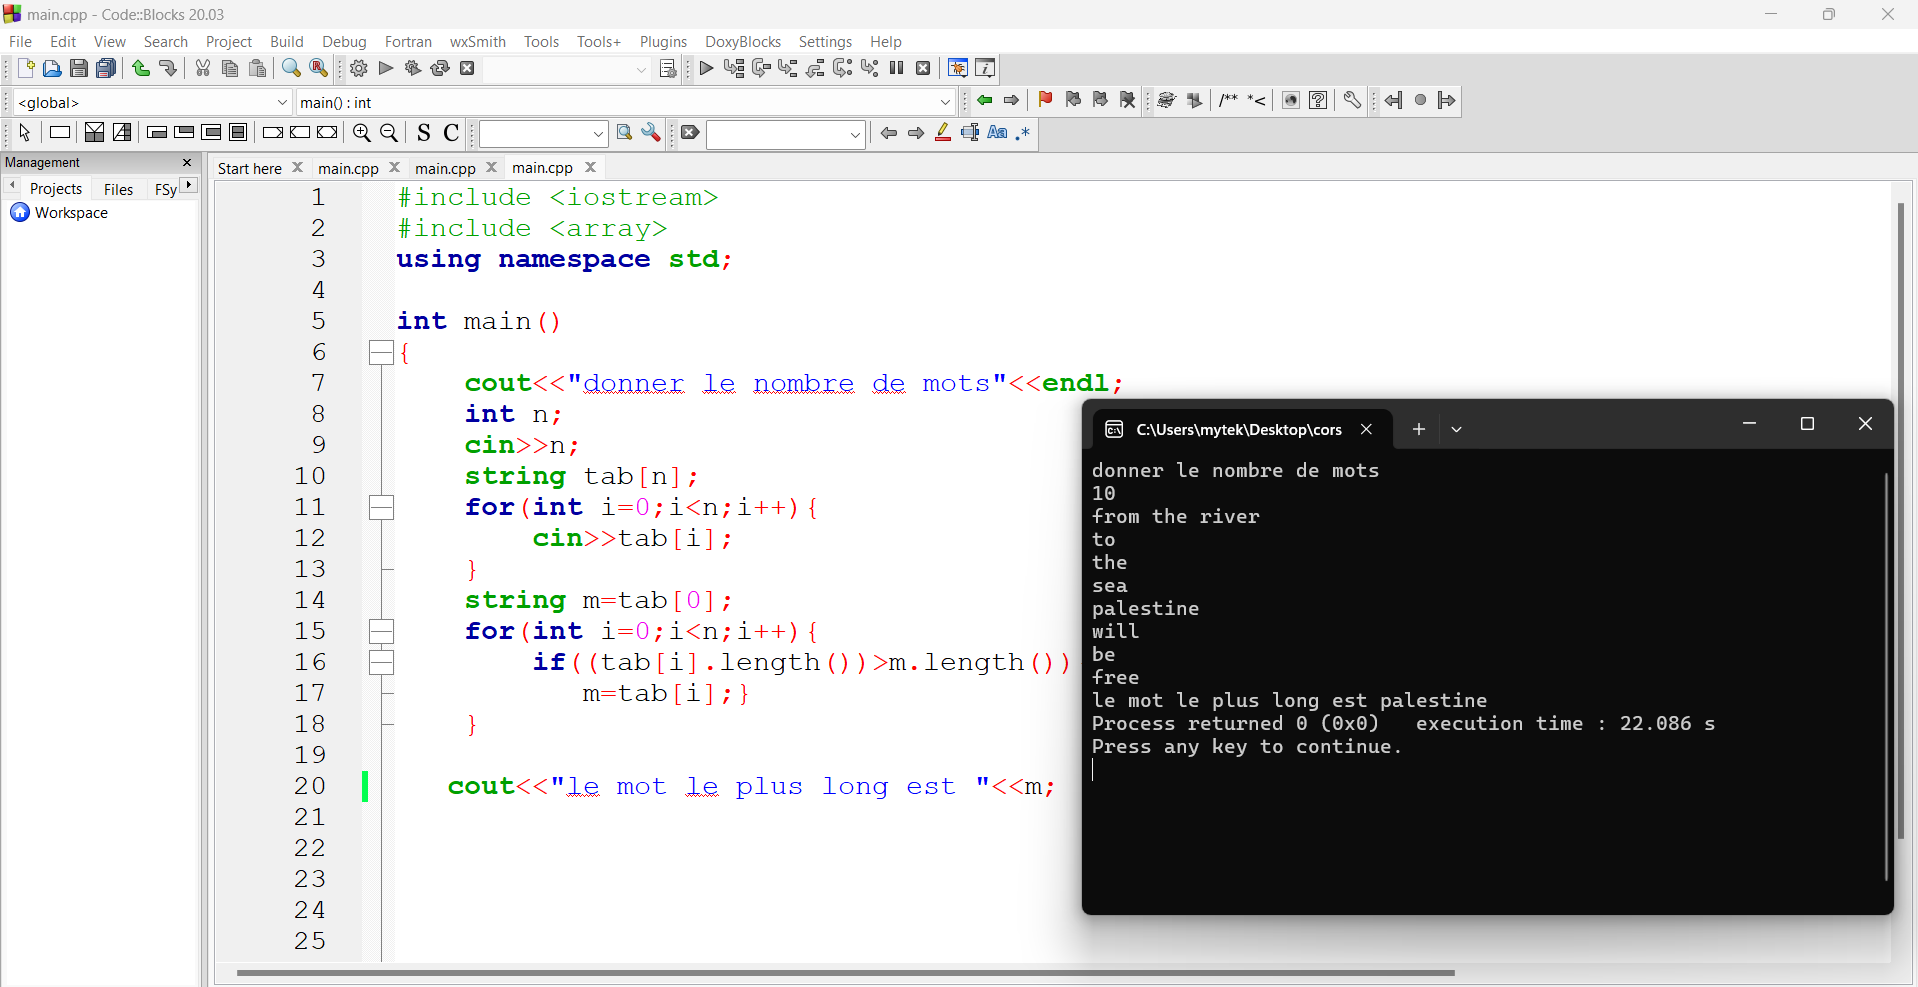 main.cpp - Code::Blocks 20.03
File Edit View Search Project Build Debug Fortran wxSmith Tools Tools+ Plugins DoxyBlocks Settings Help
<global> main() : int
/** *<
S C Aa .*
Management
Projects Files FSy
Workspace
Start here main.cpp main.cpp main.cpp
1 #include <iostream>
2 #include <array>
3 using namespace std;
4
5 int main()
6 {
7 cout<<"donner le nombre de mots"<<endl;
8 int n;
9 cin>>n;
10 string tab[n];
11 for(int i=0;i<n;i++){
12 cin>>tab[i];
13 }
14 string m=tab[0];
15 for(int i=0;i<n;i++){
16 if((tab[i].length())>m.length())
17 m=tab[i];}
18 }
19
20 cout<<"le mot le plus long est "<<m;
21
22
23
24
25
C:\Users\mytek\Desktop\cors
donner le nombre de mots
10
from the river
to
the
sea
palestine
will
be
free
le mot le plus long est palestine
Process returned 0 (0x0)   execution time : 22.086 s
Press any key to continue.